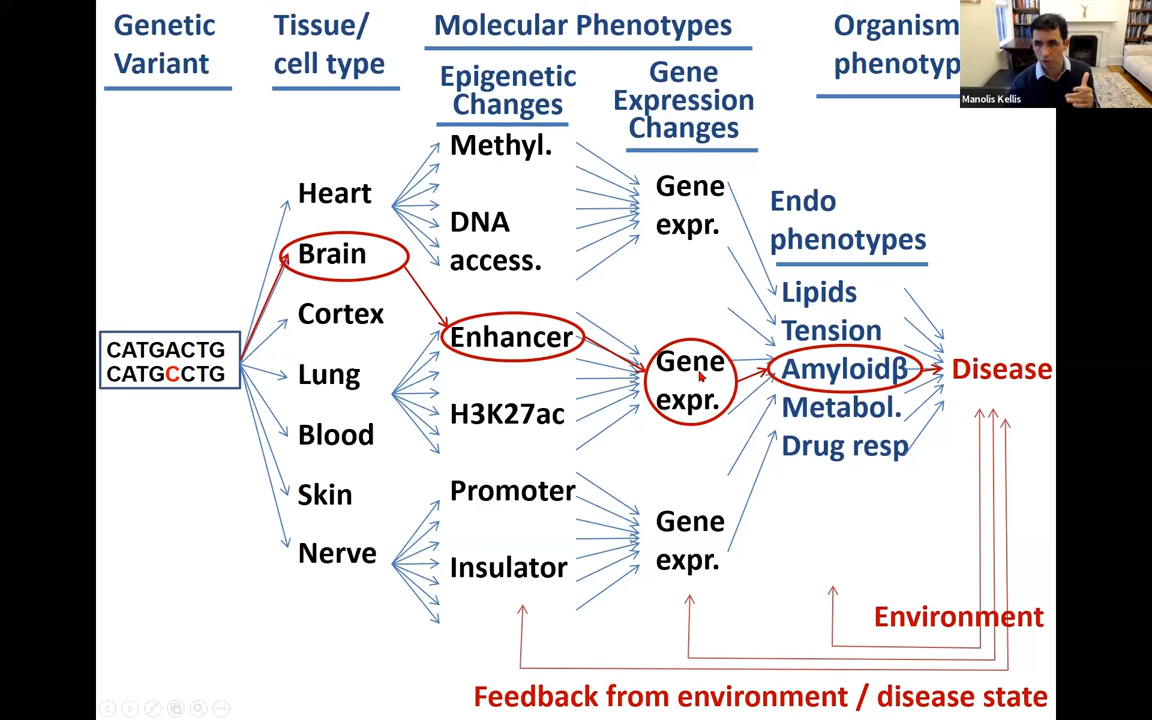 Genetic
Variant
Tissue/
cell type
Molecular Phenotypes
Epigenetic
Changes
Gene
Expression
Changes
Organism
phenotyp
Manolis Kellis
CATGACTG
CATGCCTG
Heart
Brain
Cortex
Lung
Blood
Skin
Nerve
Methyl.
DNA
access.
Enhancer
H3K27ac
Promoter
Insulator
Gene
expr.
Gene
expr.
Gene
expr.
Endo
phenotypes
Lipids
Tension
Amyloidβ
Metabol.
Drug resp
Disease
Environment
Feedback from environment / disease state